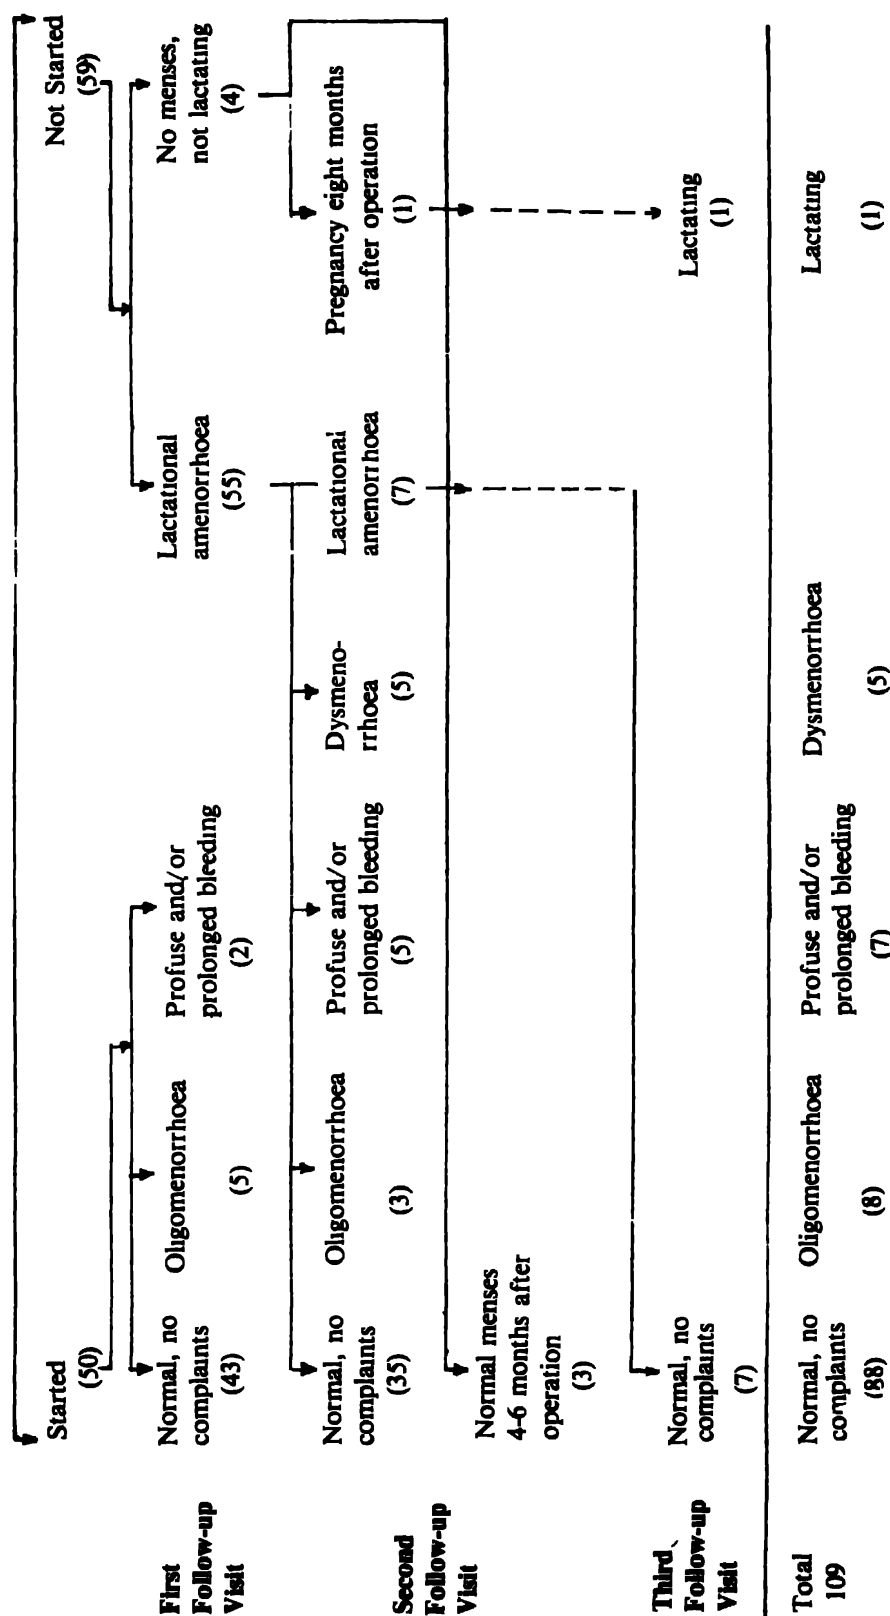 Started
(50)
Not Started
(59)
First
Follow-up
Visit
Normal, no
complaints
(43)
Oligomenorrhoea
(5)
Profuse and/or
prolonged bleeding
(2)
Lactational
amenorrhoea
(55)
No menses,
not lactating
(4)
Second
Follow-up
Visit
Normal, no
complaints
(35)
Oligomenorrhoea
(3)
Profuse and/or
prolonged bleeding
(5)
Dysmeno-
rrhoea
(5)
Lactational
amenorrhoea
(7)
Pregnancy eight months
after operation
(1)
Normal menses
4-6 months after
operation
(3)
Third
Follow-up
Visit
Normal, no
complaints
(7)
Lactating
(1)
Total
109
Normal, no
complaints
(88)
Oligomenorrhoea
(8)
Profuse and/or
prolonged bleeding
(7)
Dysmenorrhoea
(5)
Lactating
(1)